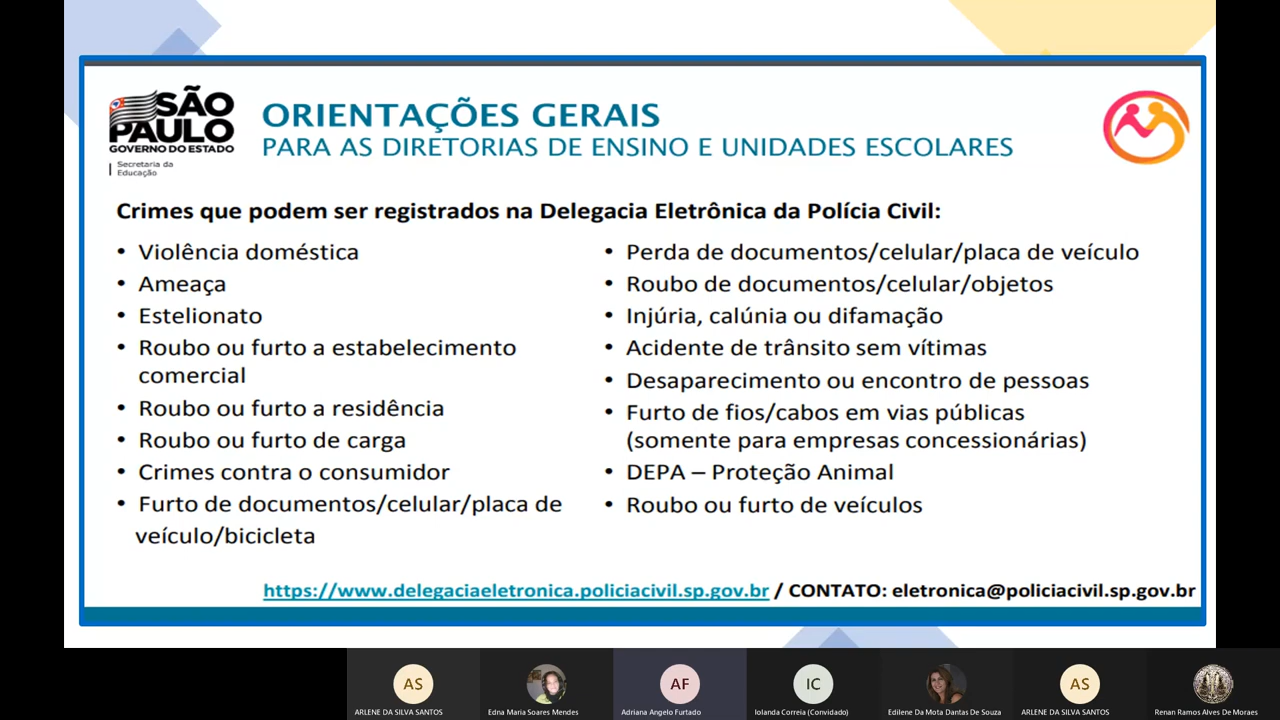 SÃO
PAULO
GOVERNO DO ESTADO
Secretaria da
Educação
ORIENTAÇÕES GERAIS
PARA AS DIRETORIAS DE ENSINO E UNIDADES ESCOLARES
Crimes que podem ser registrados na Delegacia Eletrônica da Polícia Civil:
• Violência doméstica
• Ameaça
• Estelionato
• Roubo ou furto a estabelecimento
comercial
• Roubo ou furto a residência
• Roubo ou furto de carga
• Crimes contra o consumidor
• Furto de documentos/celular/placa de
veículo/bicicleta
• Perda de documentos/celular/placa de veículo
• Roubo de documentos/celular/objetos
• Injúria, calúnia ou difamação
• Acidente de trânsito sem vítimas
• Desaparecimento ou encontro de pessoas
• Furto de fios/cabos em vias públicas
(somente para empresas concessionárias)
• DEPA – Proteção Animal
• Roubo ou furto de veículos
https://www.delegaciaeletronica.policiacivil.sp.gov.br / CONTATO: eletronica@policiacivil.sp.gov.br
AS
AF
IC
AS
ARLENE DA SILVA SANTOS
Edna Maria Soares Mendes
Adriana Angelo Furtado
Iolanda Correia (Convidado)
Edilene Da Mota Dantas De Souza
ARLENE DA SILVA SANTOS
Renan Ramos Alves De Moraes